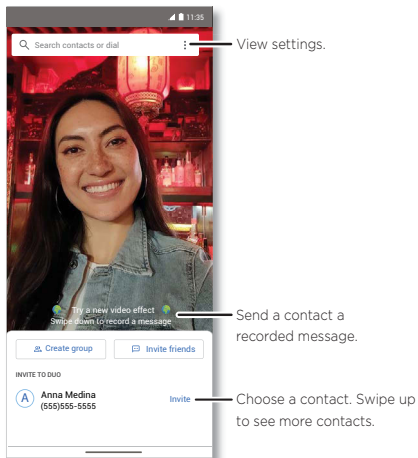 11:35
Search contacts or dial
View settings.
Try a new video effect
Swipe down to record a message
Send a contact a
recorded message.
Create group
Invite friends
INVITE TO DUO
A
Anna Medina
(555)555-5555
Invite
Choose a contact. Swipe up
to see more contacts.